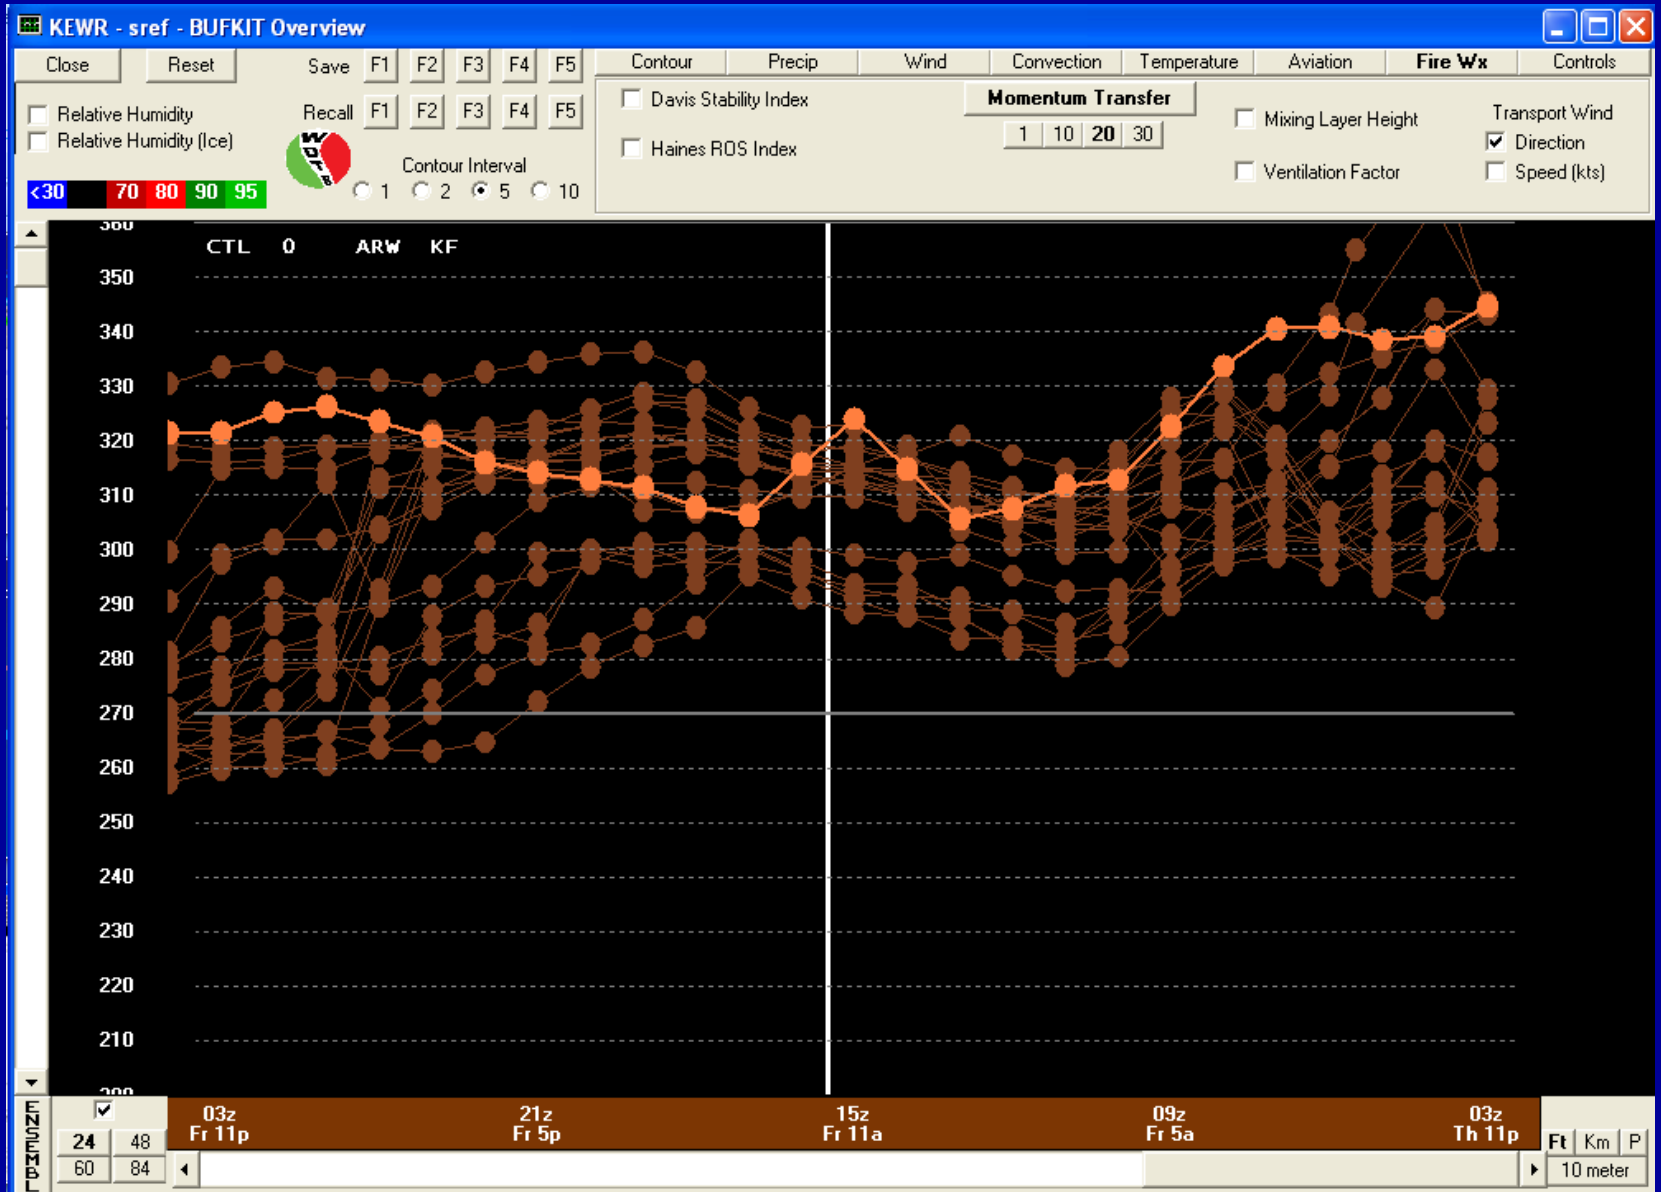 KEWR - sref - BUFKIT Overview
Close Reset Save F1 F2 F3 F4 F5 Contour Precip Wind Convection Temperature Aviation Fire Wx Controls
Relative Humidity Recall F1 F2 F3 F4 F5 Davis Stability Index Momentum Transfer Mixing Layer Height Transport Wind
Relative Humidity (Ice) 1 10 20 30 Direction
Contour Interval Haines ROS Index Ventilation Factor Speed (kts)
<30 70 80 90 95 1 2 5 10
360
CTL 0 ARW KF
350
340
330
320
310
300
290
280
270
260
250
240
230
220
210
200
03z 21z 15z 09z 03z
Fr 11p Fr 5p Fr 11a Fr 5a Th 11p
24 48 Ft Km P
60 84 10 meter
ENSEMBL